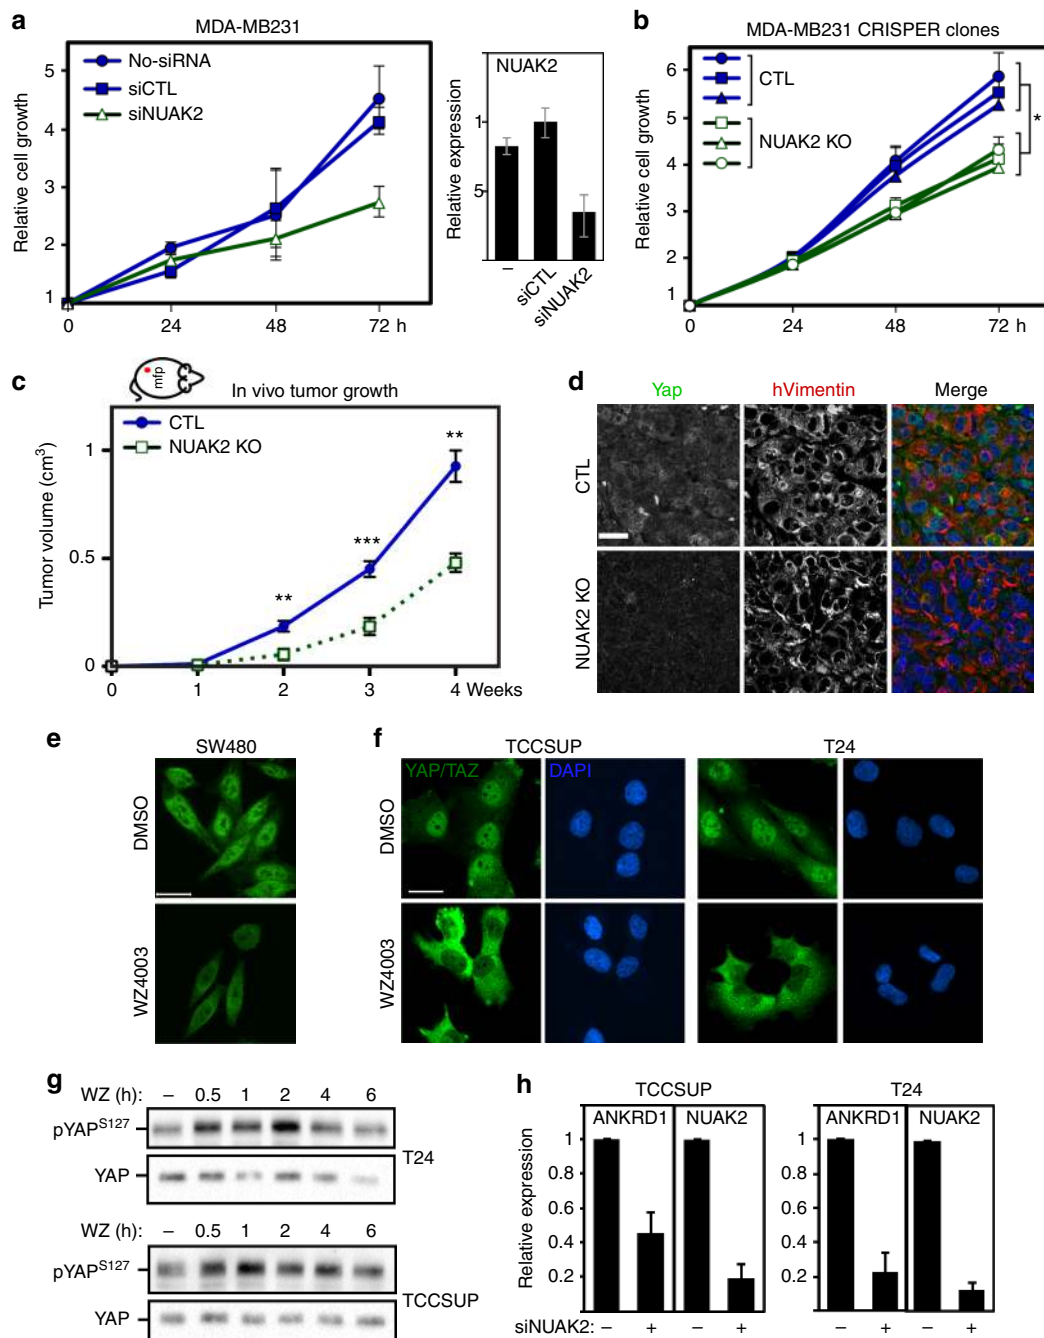 a
MDA-MB231
Relative cell growth
5
4
3
2
1
No-siRNA
siCTL
siNUAK2
0 24 48 72 h
NUAK2
Relative expression
1
5
– siCTL siNUAK2
b
MDA-MB231 CRISPER clones
Relative cell growth
6
5
4
3
2
1
CTL
NUAK2 KO
*
0 24 48 72 h
c
mfp
In vivo tumor growth
CTL
NUAK2 KO
Tumor volume (cm³)
1
0.5
0
** *** **
0 1 2 3 4 Weeks
d
Yap hVimentin Merge
CTL
NUAK2 KO
e
SW480
DMSO
WZ4003
f
TCCSUP T24
YAP/TAZ DAPI
DMSO
WZ4003
g
WZ (h): – 0.5 1 2 4 6
pYAP^S127
YAP
T24
WZ (h): – 0.5 1 2 4 6
pYAP^S127
YAP
TCCSUP
h
TCCSUP T24
ANKRD1 NUAK2 ANKRD1 NUAK2
Relative expression
1 1
0.8 0.8
0.6 0.6
0.4 0.4
0.2 0.2
siNUAK2: – + – + – + – +